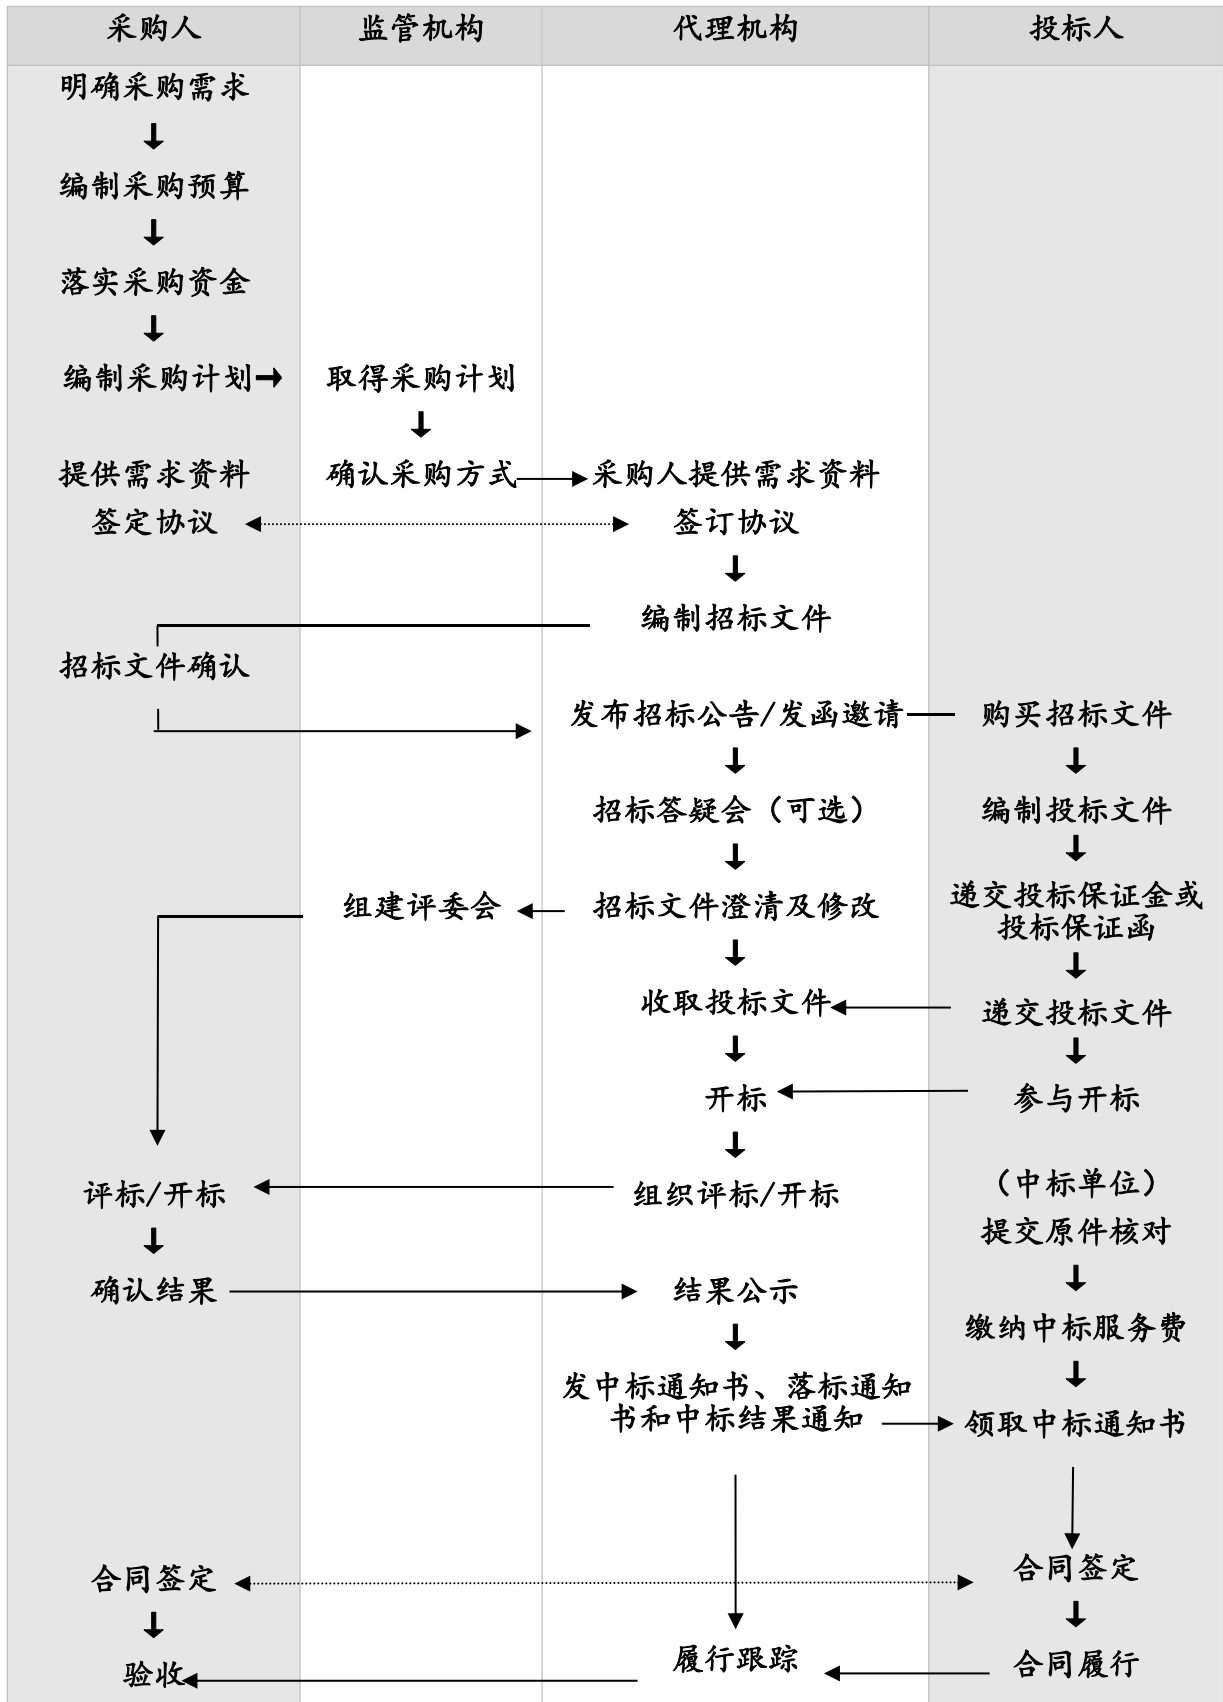 采购人 监管机构 代理机构 投标人
明确采购需求
编制采购预算
落实采购资金
编制采购计划 取得采购计划
提供需求资料 确认采购方式 采购人提供需求资料
签定协议 签订协议
编制招标文件
招标文件确认
发布招标公告/发函邀请 购买招标文件
招标答疑会（可选） 编制投标文件
组建评委会 招标文件澄清及修改 递交投标保证金或
投标保证函
收取投标文件 递交投标文件
开标 参与开标
评标/开标 组织评标/开标 （中标单位）
提交原件核对
确认结果 结果公示
缴纳中标服务费
发中标通知书、落标通知
书和中标结果通知 领取中标通知书
合同签定 合同签定
验收 履行跟踪 合同履行